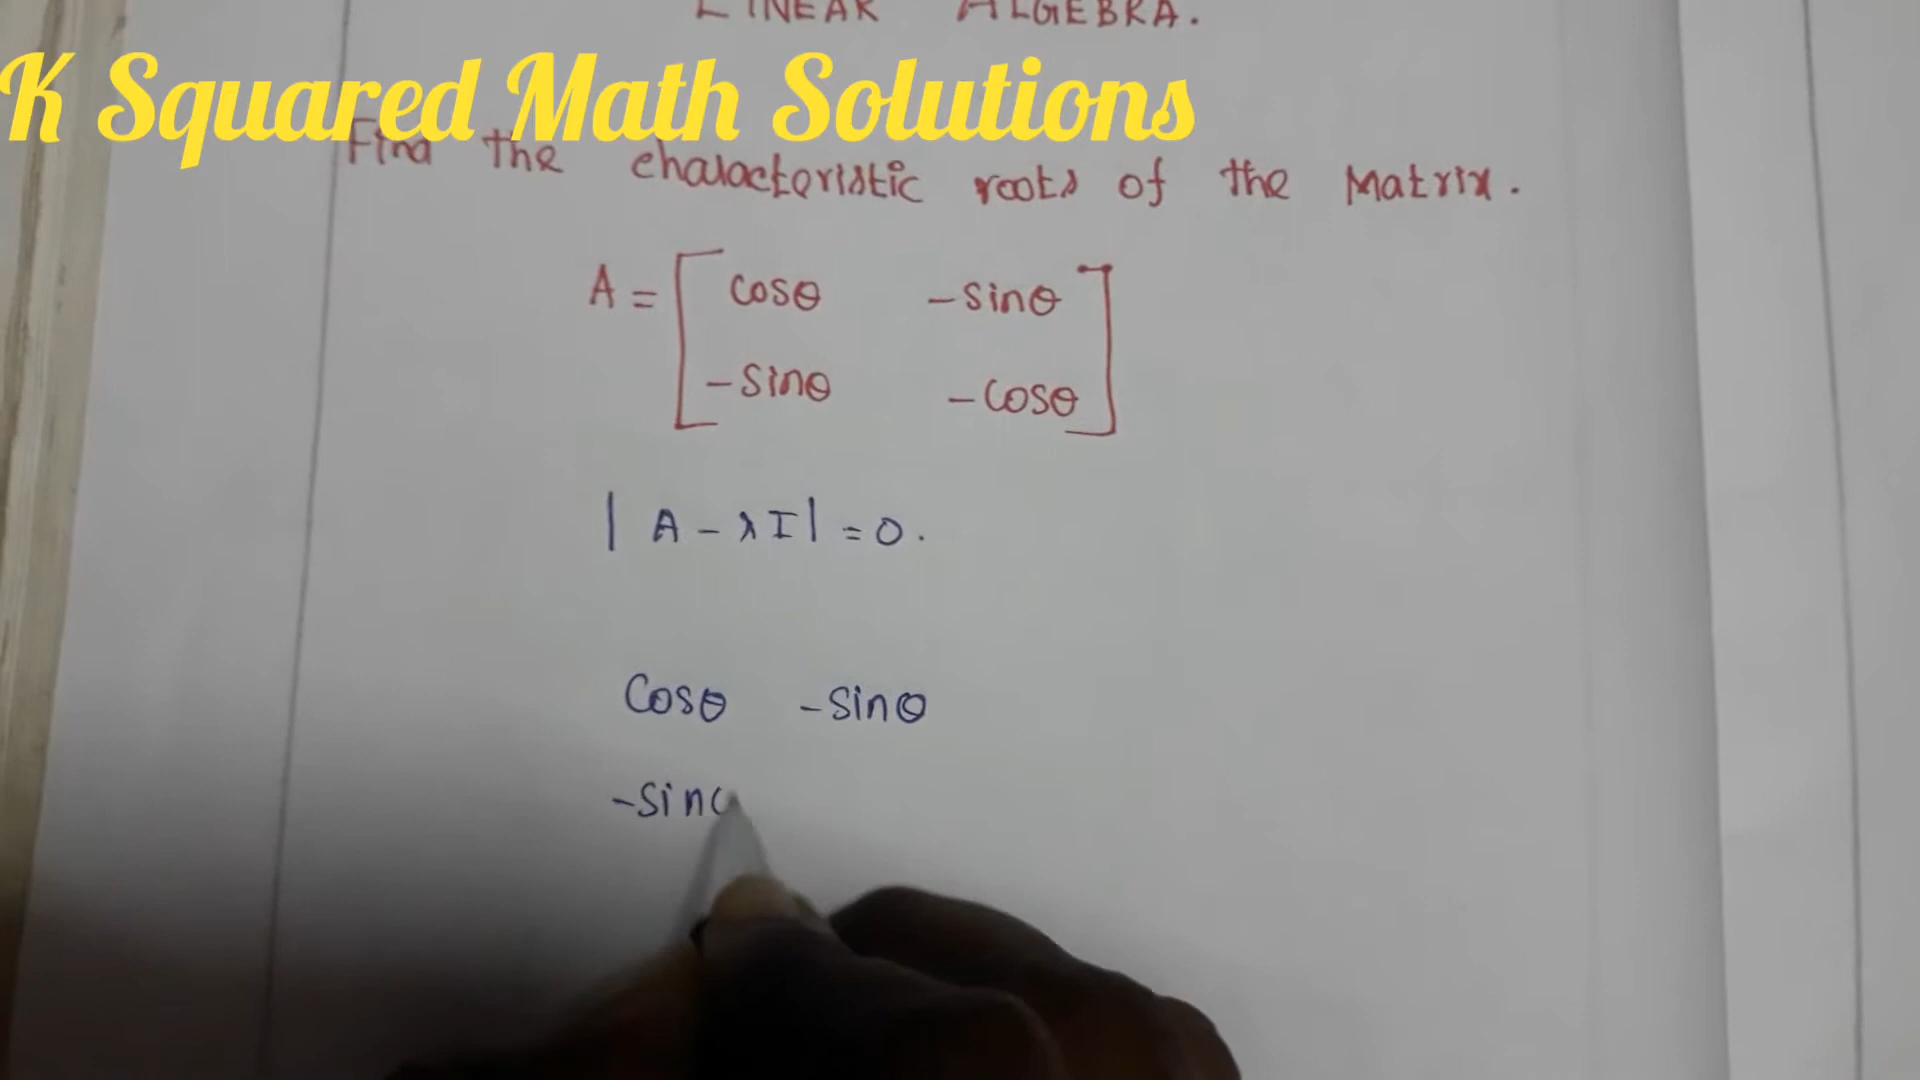 LINEAR ALGEBRA.
K Squared Math Solutions
Find the characteristic roots of the Matrix.
A = [ cosθ -sinθ
-sinθ -cosθ ]
| A - λI | = 0.
Cosθ -sinθ
-sin